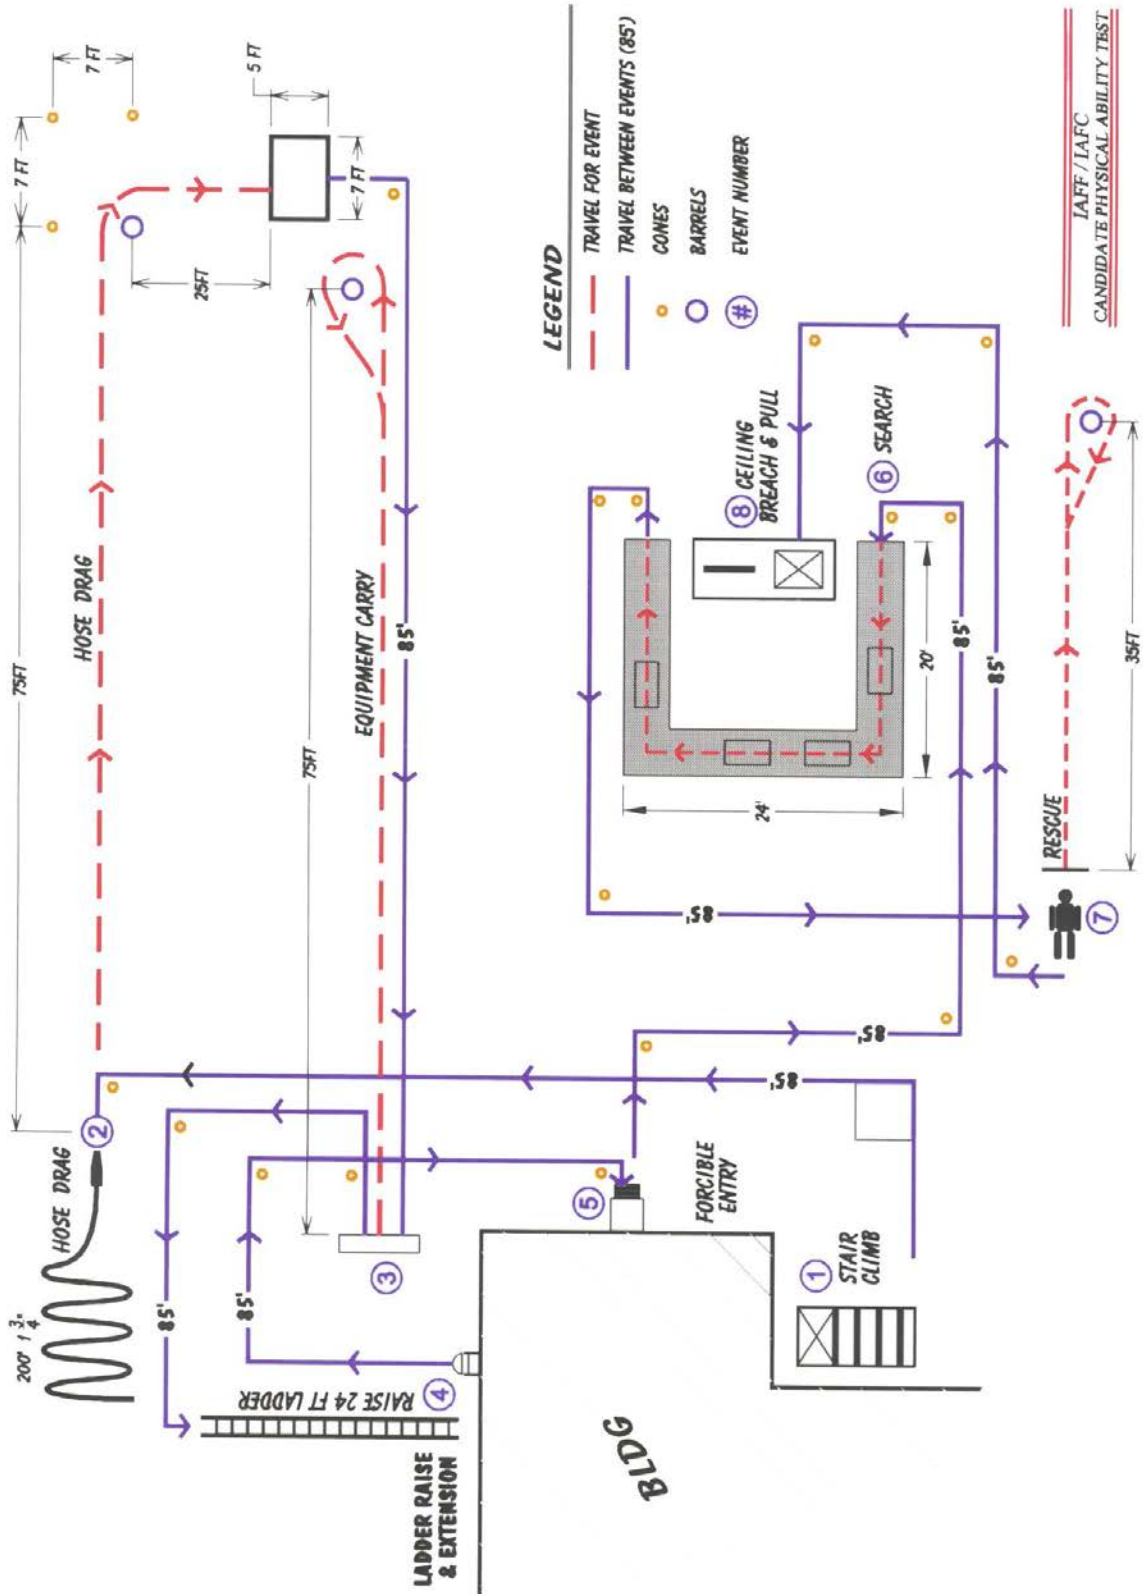 75FT
7 FT
7 FT
HOSE DRAG
200' 1 3/4"
HOSE DRAG
2
25FT
5 FT
7 FT
75FT
EQUIPMENT CARRY
85'
3
85'
85'
RAISE 24 FT LADDER
4
LADDER RAISE
& EXTENSION
BLDG
5
FORCIBLE
ENTRY
1
STAIR
CLIMB
85'
85'
85'
24'
20'
85'
85'
8 CEILING
BREACH & PULL
6 SEARCH
RESCUE
7
35FT
LEGEND
TRAVEL FOR EVENT
TRAVEL BETWEEN EVENTS (85')
CONES
BARRELS
# EVENT NUMBER
IAFF / IAFC
CANDIDATE PHYSICAL ABILITY TEST